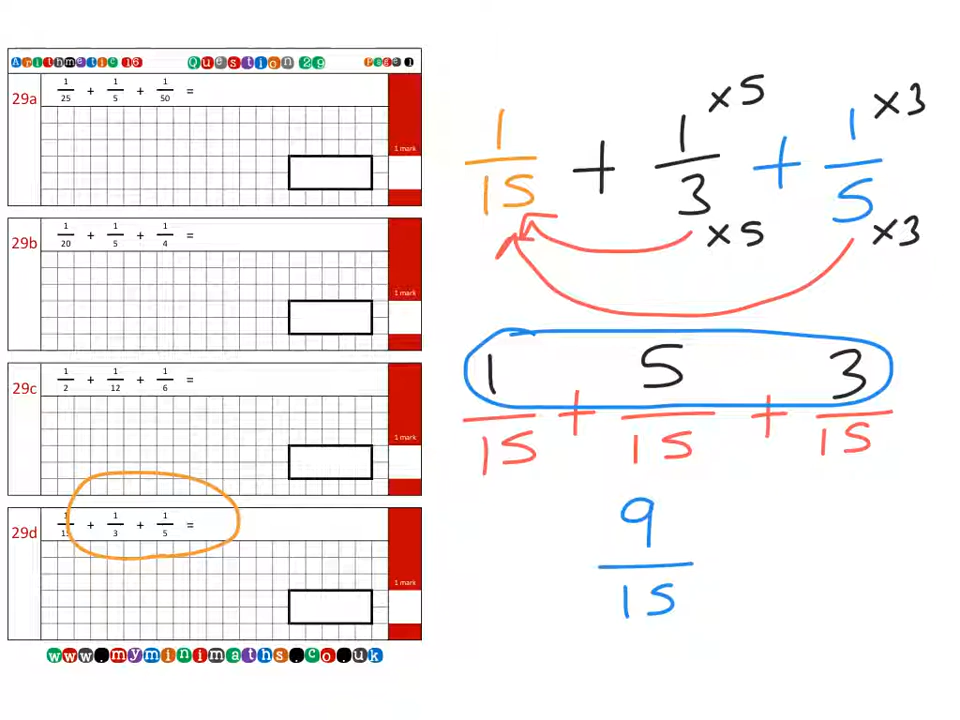 Arithmetic 16 Question 29 Page 1
29a 1/25 + 1/5 + 1/50 =
1 mark
29b 1/20 + 1/5 + 1/4 =
1 mark
29c 1/2 + 1/12 + 1/6 =
1 mark
29d 1/15 + 1/3 + 1/5 =
1 mark
www.myminimaths.co.uk
×5 ×3
1/15 + 1/3 + 1/5
×5 ×3
1/15 + 5/15 + 3/15
9/15